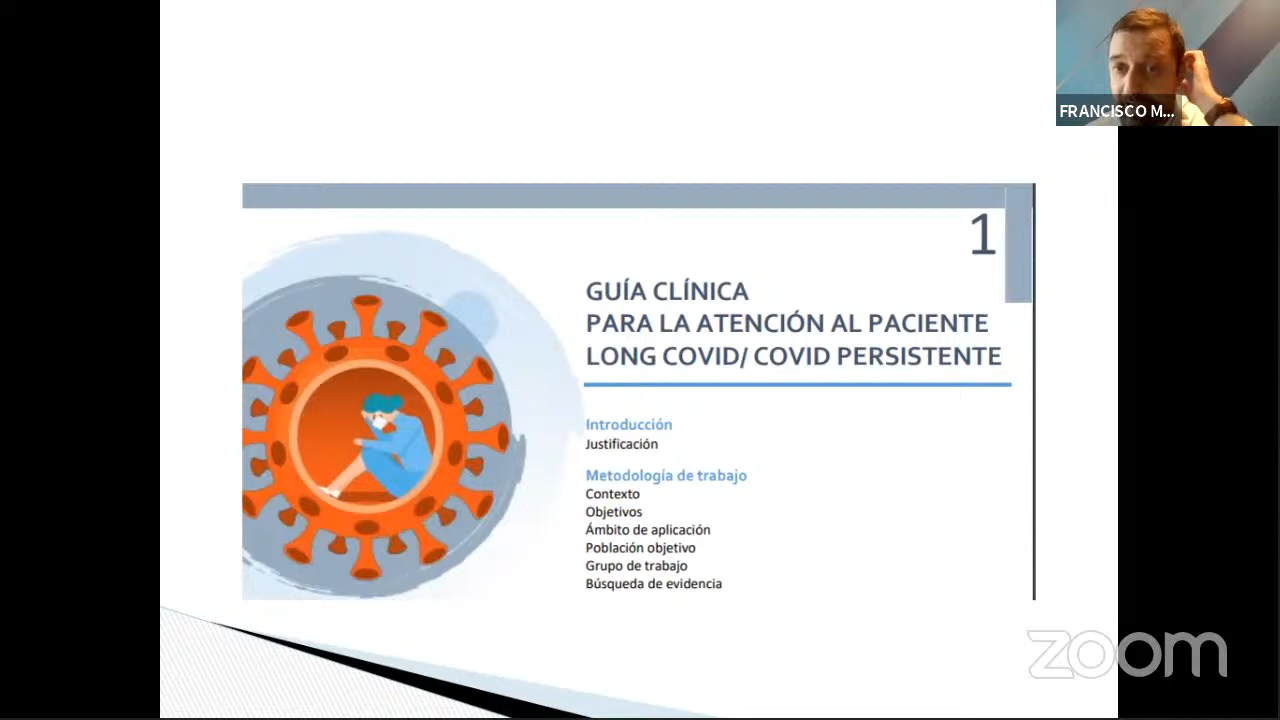 FRANCISCO M...
1
GUÍA CLÍNICA
PARA LA ATENCIÓN AL PACIENTE
LONG COVID/ COVID PERSISTENTE
Introducción
Justificación
Metodología de trabajo
Contexto
Objetivos
Ámbito de aplicación
Población objetivo
Grupo de trabajo
Búsqueda de evidencia
zoom